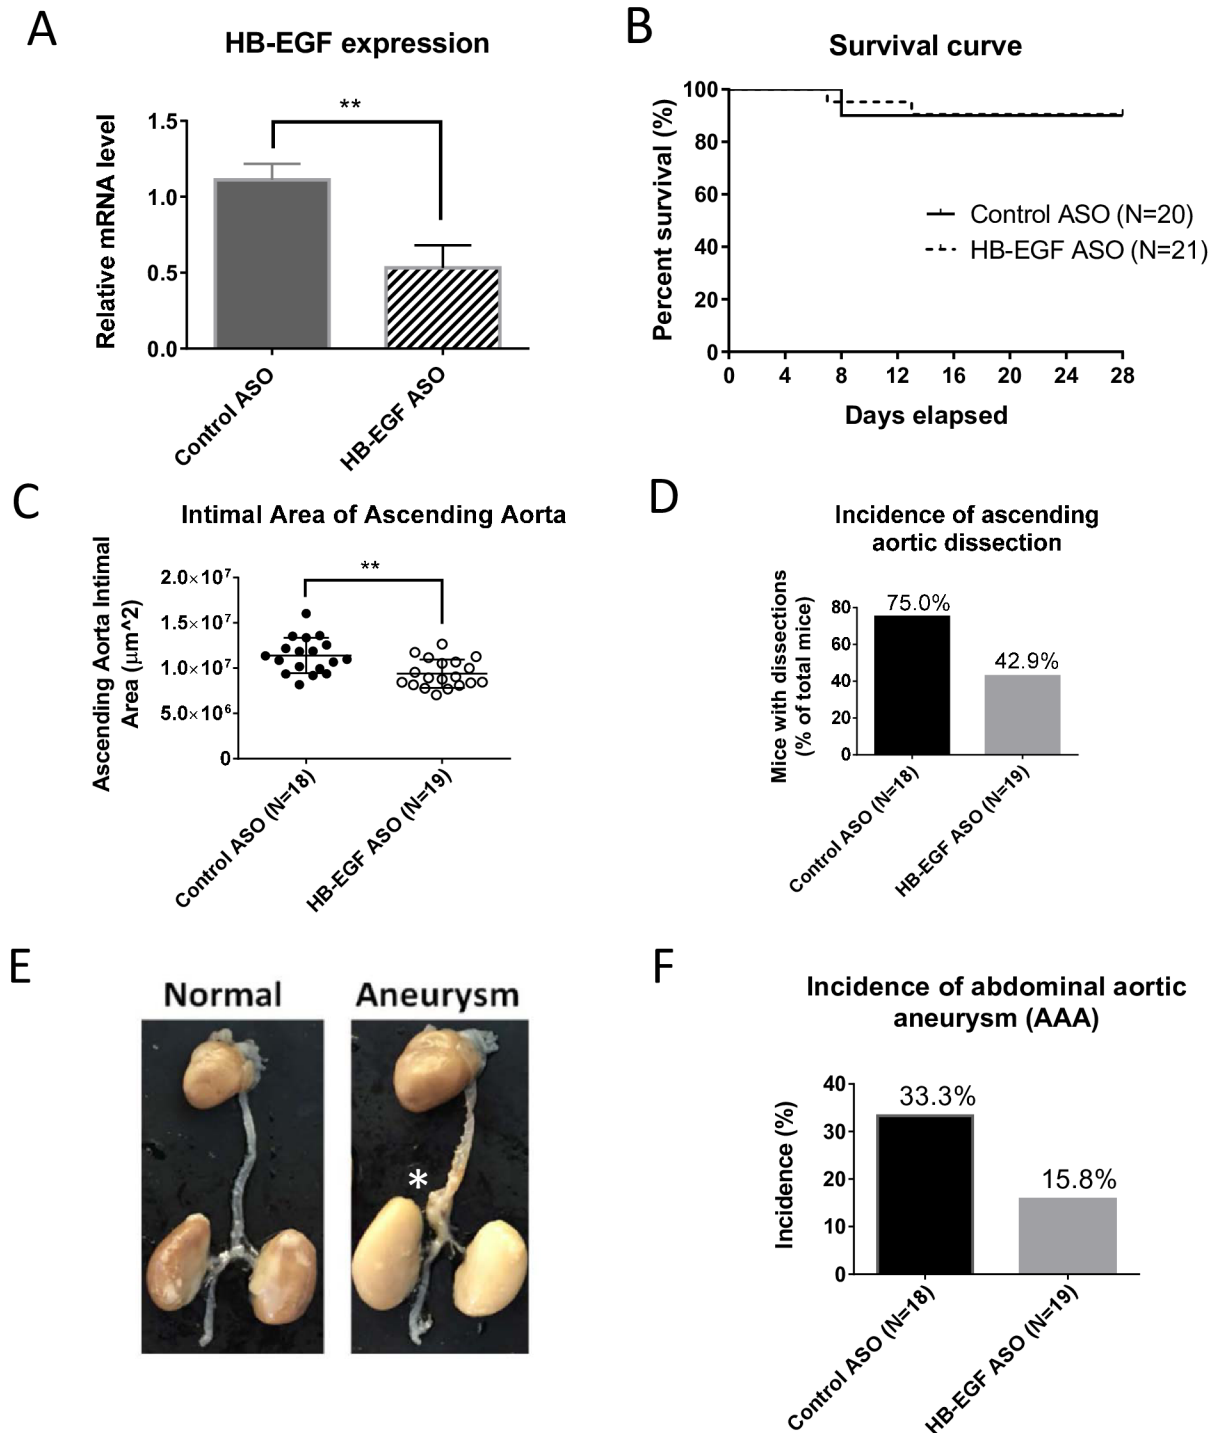 A
HB-EGF expression
**
Relative mRNA level
1.5
1.0
0.5
0.0
Control ASO
HB-EGF ASO
B
Survival curve
Percent survival (%)
100
80
60
40
20
0
0 4 8 12 16 20 24 28
Days elapsed
Control ASO (N=20)
HB-EGF ASO (N=21)
C
Intimal Area of Ascending Aorta
**
Ascending Aorta Intimal
Area (μm^2)
2.0×10⁷
1.5×10⁷
1.0×10⁷
5.0×10⁶
0
Control ASO (N=18)
HB-EGF ASO (N=19)
D
Incidence of ascending
aortic dissection
Mice with dissections
(% of total mice)
80
60
40
20
0
75.0%
42.9%
Control ASO (N=18)
HB-EGF ASO (N=19)
E
Normal
Aneurysm
*
F
Incidence of abdominal aortic
aneurysm (AAA)
Incidence (%)
40
30
20
10
0
33.3%
15.8%
Control ASO (N=18)
HB-EGF ASO (N=19)